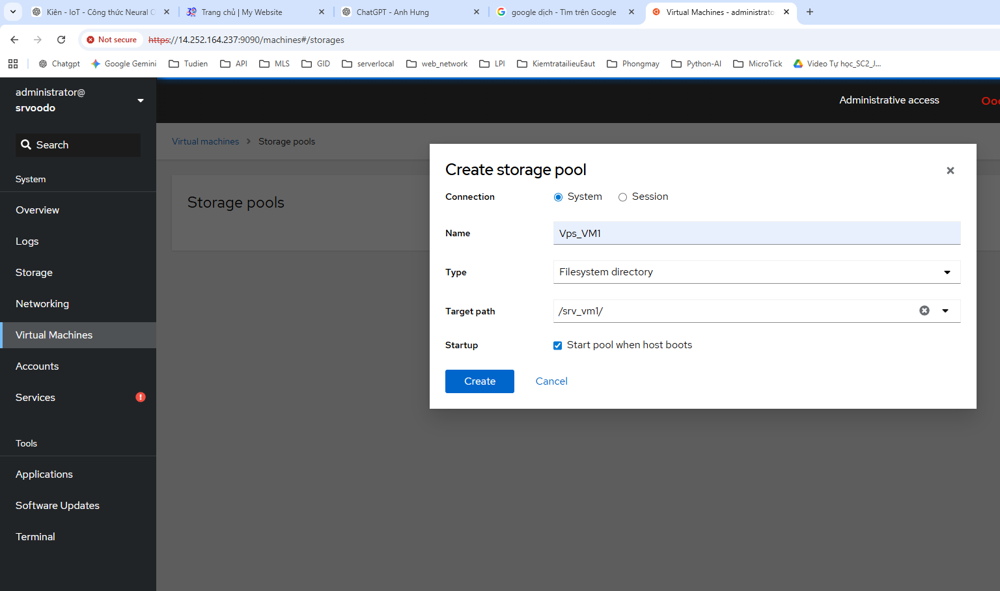 Kiên - IoT - Công thức Neural
Trang chủ | My Website
ChatGPT - Anh Hưng
google dịch - Tìm trên Google
Virtual Machines - administrato
Not secure
https://14.252.164.237:9090/machines#/storages
Chatgpt
Google Gemini
Tudien
API
MLS
GID
serverlocal
web_network
LPI
KiemtratailieuEaut
Phongmay
Python-AI
MicroTick
Video Tự học_SC2_J...
administrator@
srvoodo
Administrative access
Search
Virtual machines > Storage pools
System
Overview
Logs
Storage
Networking
Virtual Machines
Accounts
Services
Tools
Applications
Software Updates
Terminal
Storage pools
Create storage pool
Connection
System
Session
Name
Vps_VM1
Type
Filesystem directory
Target path
/srv_vm1/
Startup
Start pool when host boots
Create
Cancel